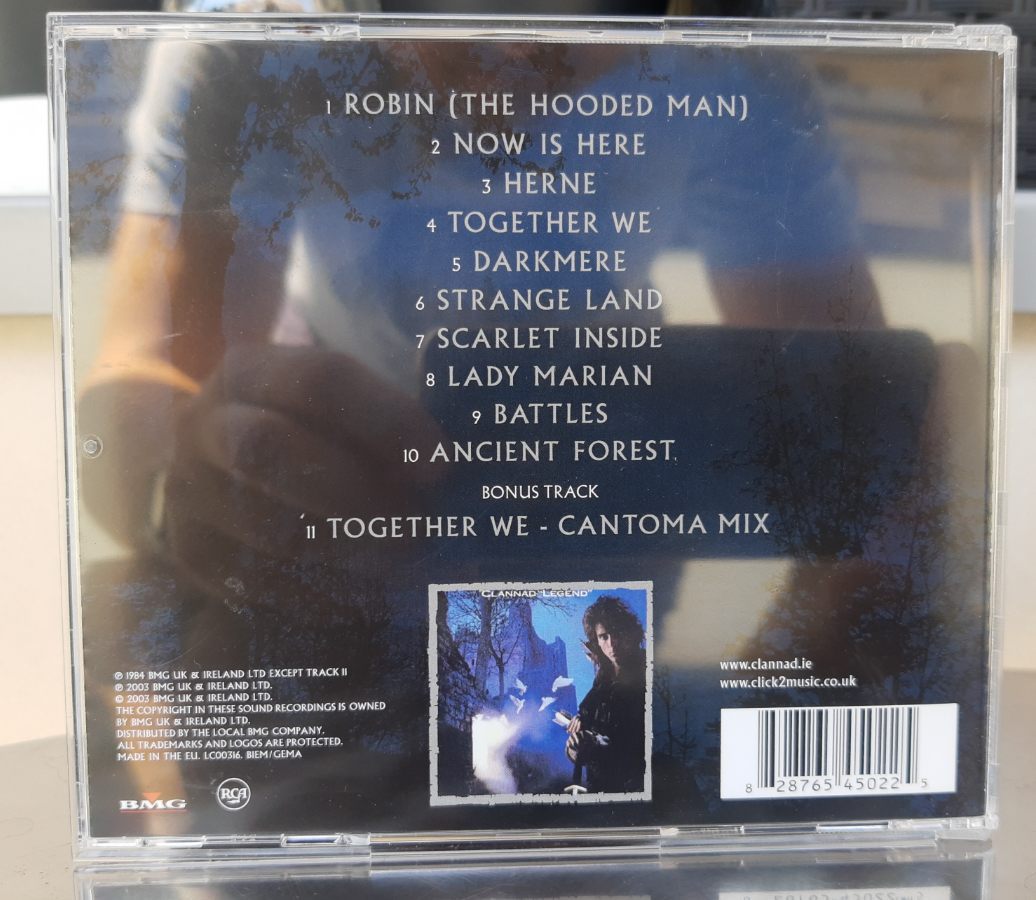 1 ROBIN (THE HOODED MAN)
2 NOW IS HERE
3 HERNE
4 TOGETHER WE
5 DARKMERE
6 STRANGE LAND
7 SCARLET INSIDE
8 LADY MARIAN
9 BATTLES
10 ANCIENT FOREST
BONUS TRACK
11 TOGETHER WE - CANTOMA MIX
CLANNAD "LEGEND"
℗ 1984 BMG UK & IRELAND LTD EXCEPT TRACK 11
℗ 2003 BMG UK & IRELAND LTD.
© 2003 BMG UK & IRELAND LTD.
THE COPYRIGHT IN THESE SOUND RECORDINGS IS OWNED
BY BMG UK & IRELAND LTD.
DISTRIBUTED BY THE LOCAL BMG COMPANY.
ALL TRADEMARKS AND LOGOS ARE PROTECTED.
MADE IN THE EU. LC00316. BIEM/GEMA
BMG
RCA
www.clannad.ie
www.click2music.co.uk
8 28765 45022 5